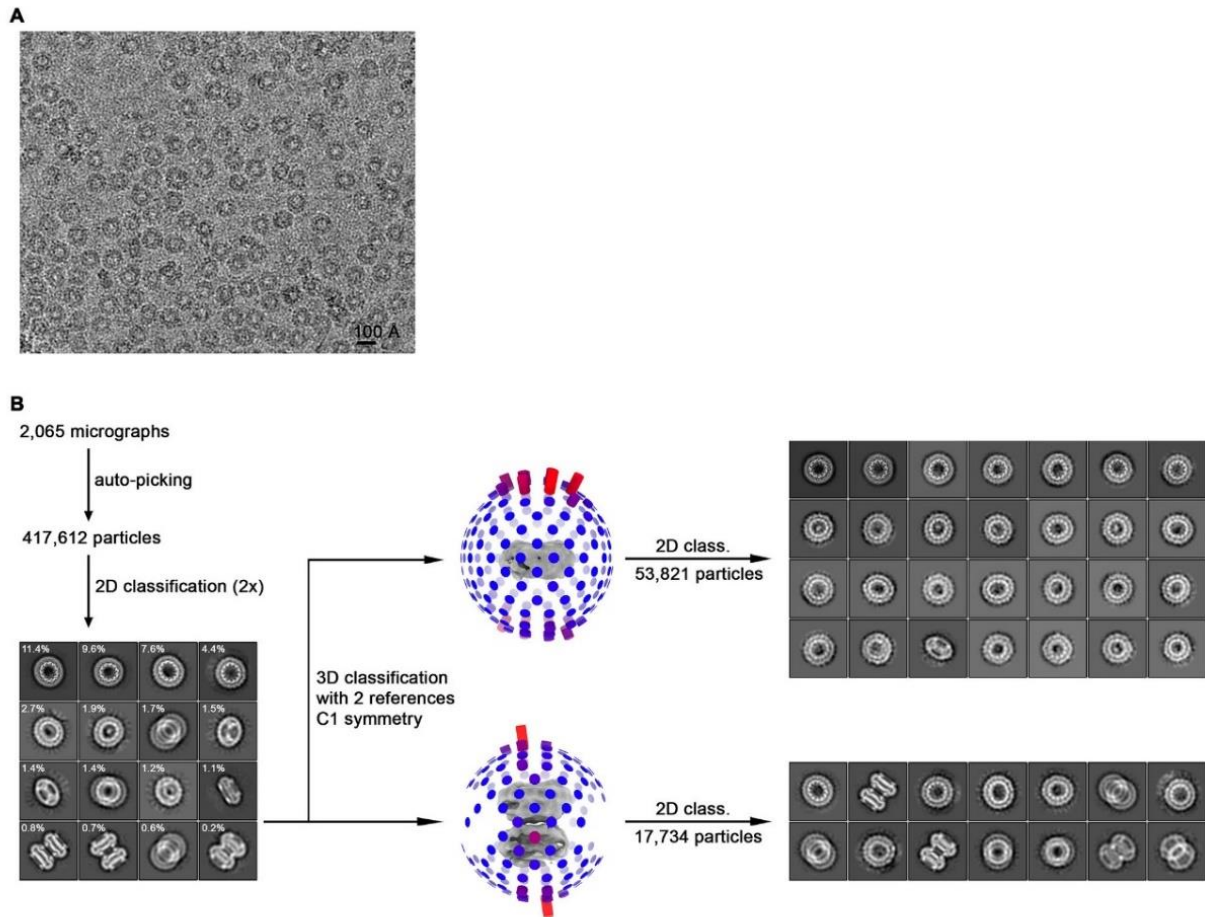 A
100 Å
B
2,065 micrographs
auto-picking
417,612 particles
2D classification (2x)
11.4% 9.6% 7.6% 4.4%
2.7% 1.9% 1.7% 1.5%
1.4% 1.4% 1.2% 1.1%
0.8% 0.7% 0.6% 0.2%
3D classification
with 2 references
C1 symmetry
2D class.
53,821 particles
2D class.
17,734 particles